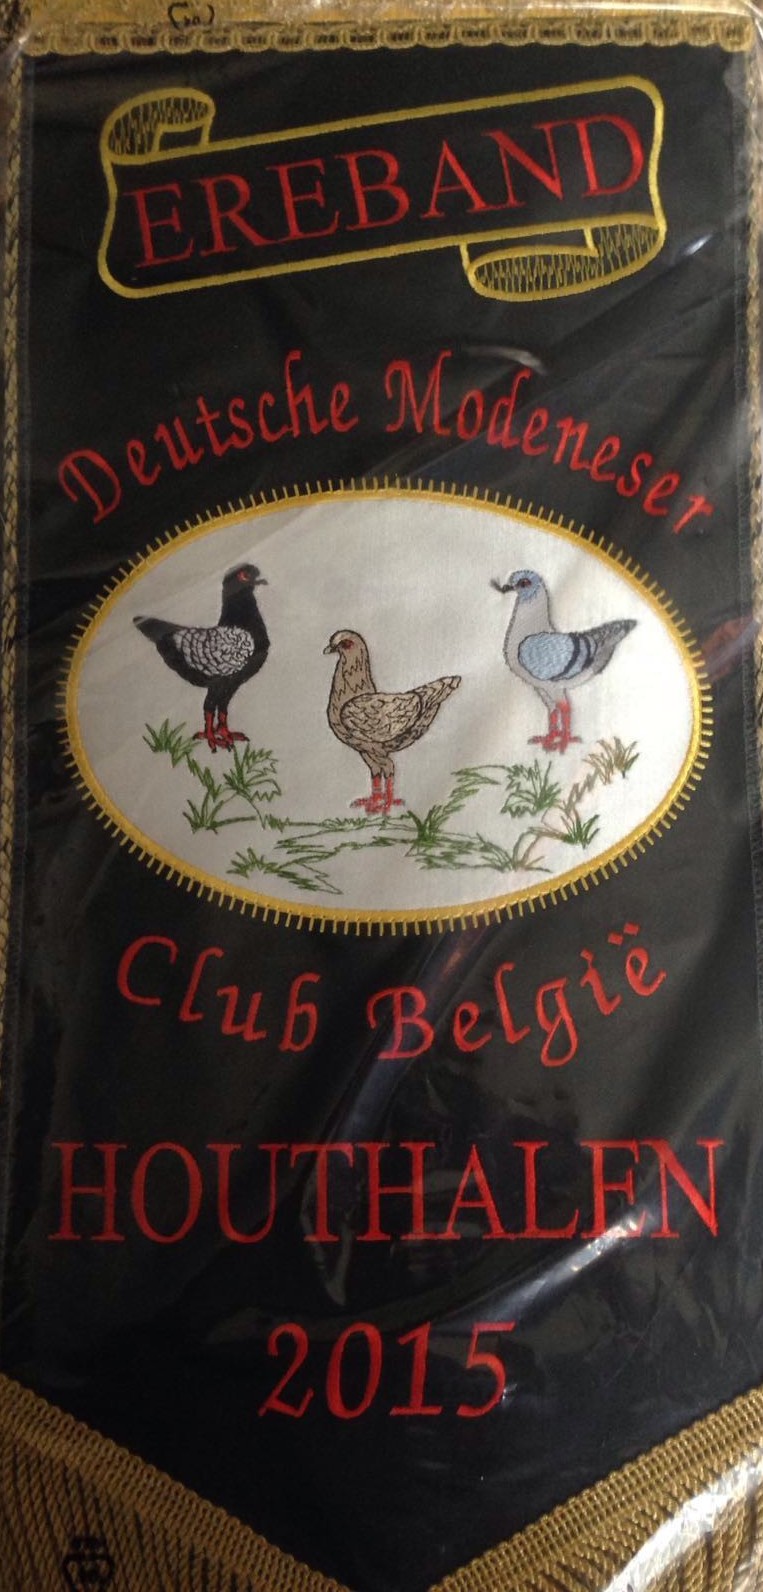 EREBAND
Deutsche Modeneser
Club België
HOUTHALEN
2015